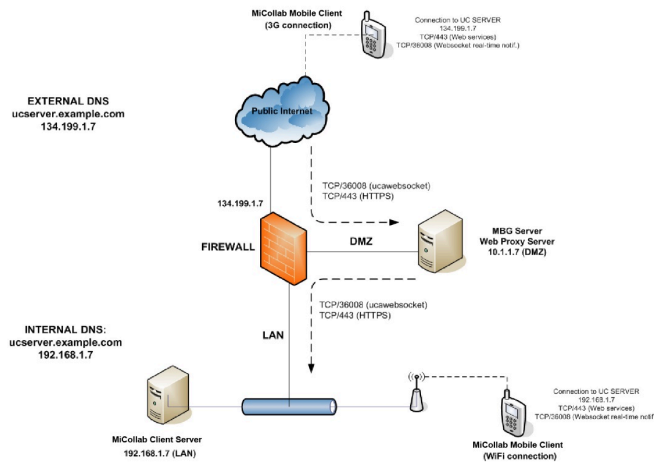 MiCollab Mobile Client
(3G connection)
Connection to UC SERVER
134.199.1.7
TCP/443 (Web services)
TCP/36008 (Websocket real-time notif.)
EXTERNAL DNS
ucserver.example.com
134.199.1.7
Public Internet
TCP/36008 (ucawebsocket)
TCP/443 (HTTPS)
134.199.1.7
FIREWALL
DMZ
MBG Server
Web Proxy Server
10.1.1.7 (DMZ)
TCP/36008 (ucawebsocket)
TCP/443 (HTTPS)
LAN
INTERNAL DNS:
ucserver.example.com
192.168.1.7
Connection to UC SERVER
192.168.1.7
TCP/443 (Web services)
TCP/36008 (Websocket real-time notif
MiCollab Client Server
192.168.1.7 (LAN)
MiCollab Mobile Client
(WiFi connection)